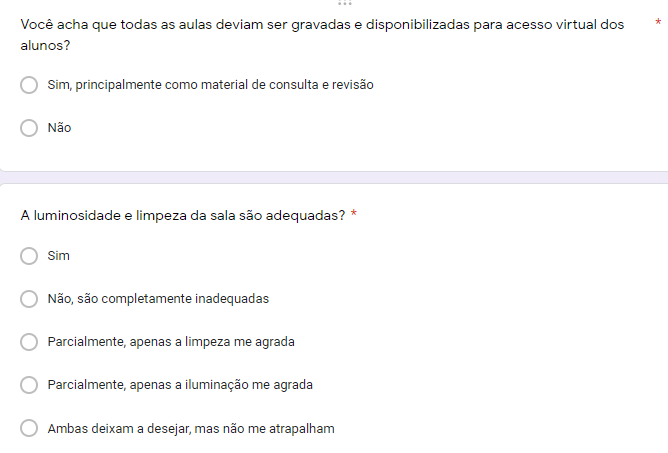 Você acha que todas as aulas deviam ser gravadas e disponibilizadas para acesso virtual dos *
alunos?
Sim, principalmente como material de consulta e revisão
Não
A luminosidade e limpeza da sala são adequadas? *
Sim
Não, são completamente inadequadas
Parcialmente, apenas a limpeza me agrada
Parcialmente, apenas a iluminação me agrada
Ambas deixam a desejar, mas não me atrapalham